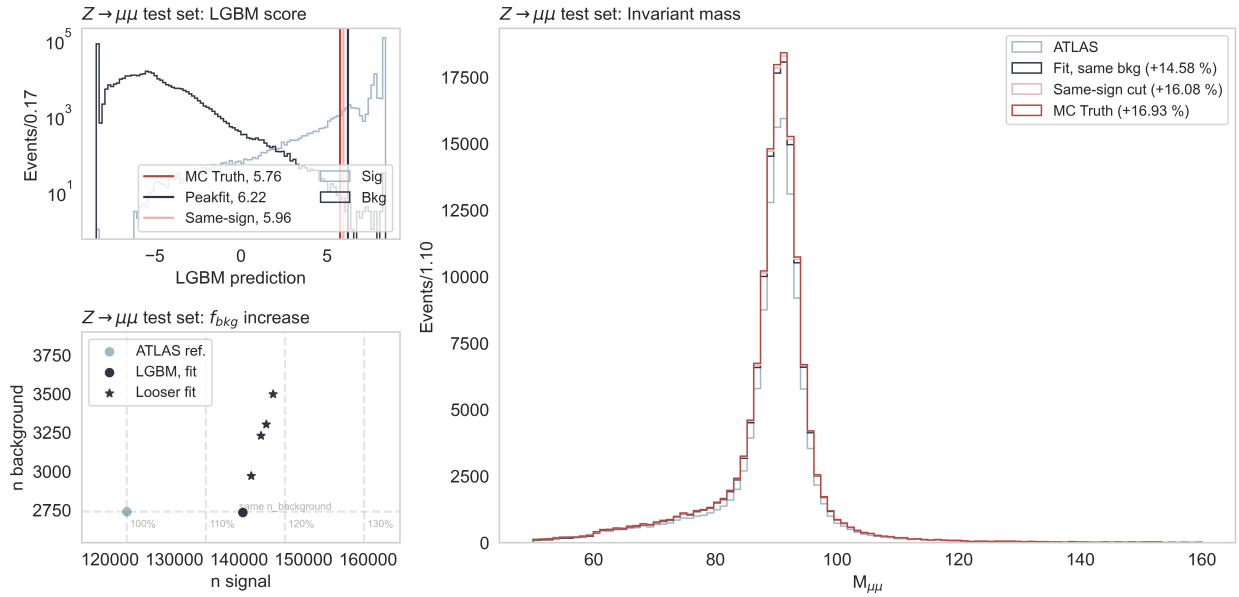 Z → μμ test set: LGBM score
10^5
10^3
10^1
Events/0.17
MC Truth, 5.76
Peakfit, 6.22
Same-sign, 5.96
Sig
Bkg
−5
0
5
LGBM prediction
Z → μμ test set: f_bkg increase
3750
3500
3250
3000
2750
n background
ATLAS ref.
LGBM, fit
Looser fit
same n_background
100%
110%
120%
130%
120000
130000
140000
150000
160000
n signal
Z → μμ test set: Invariant mass
17500
15000
12500
10000
7500
5000
2500
0
Events/1.10
ATLAS
Fit, same bkg (+14.58 %)
Same-sign cut (+16.08 %)
MC Truth (+16.93 %)
60
80
100
120
140
160
M_μμ